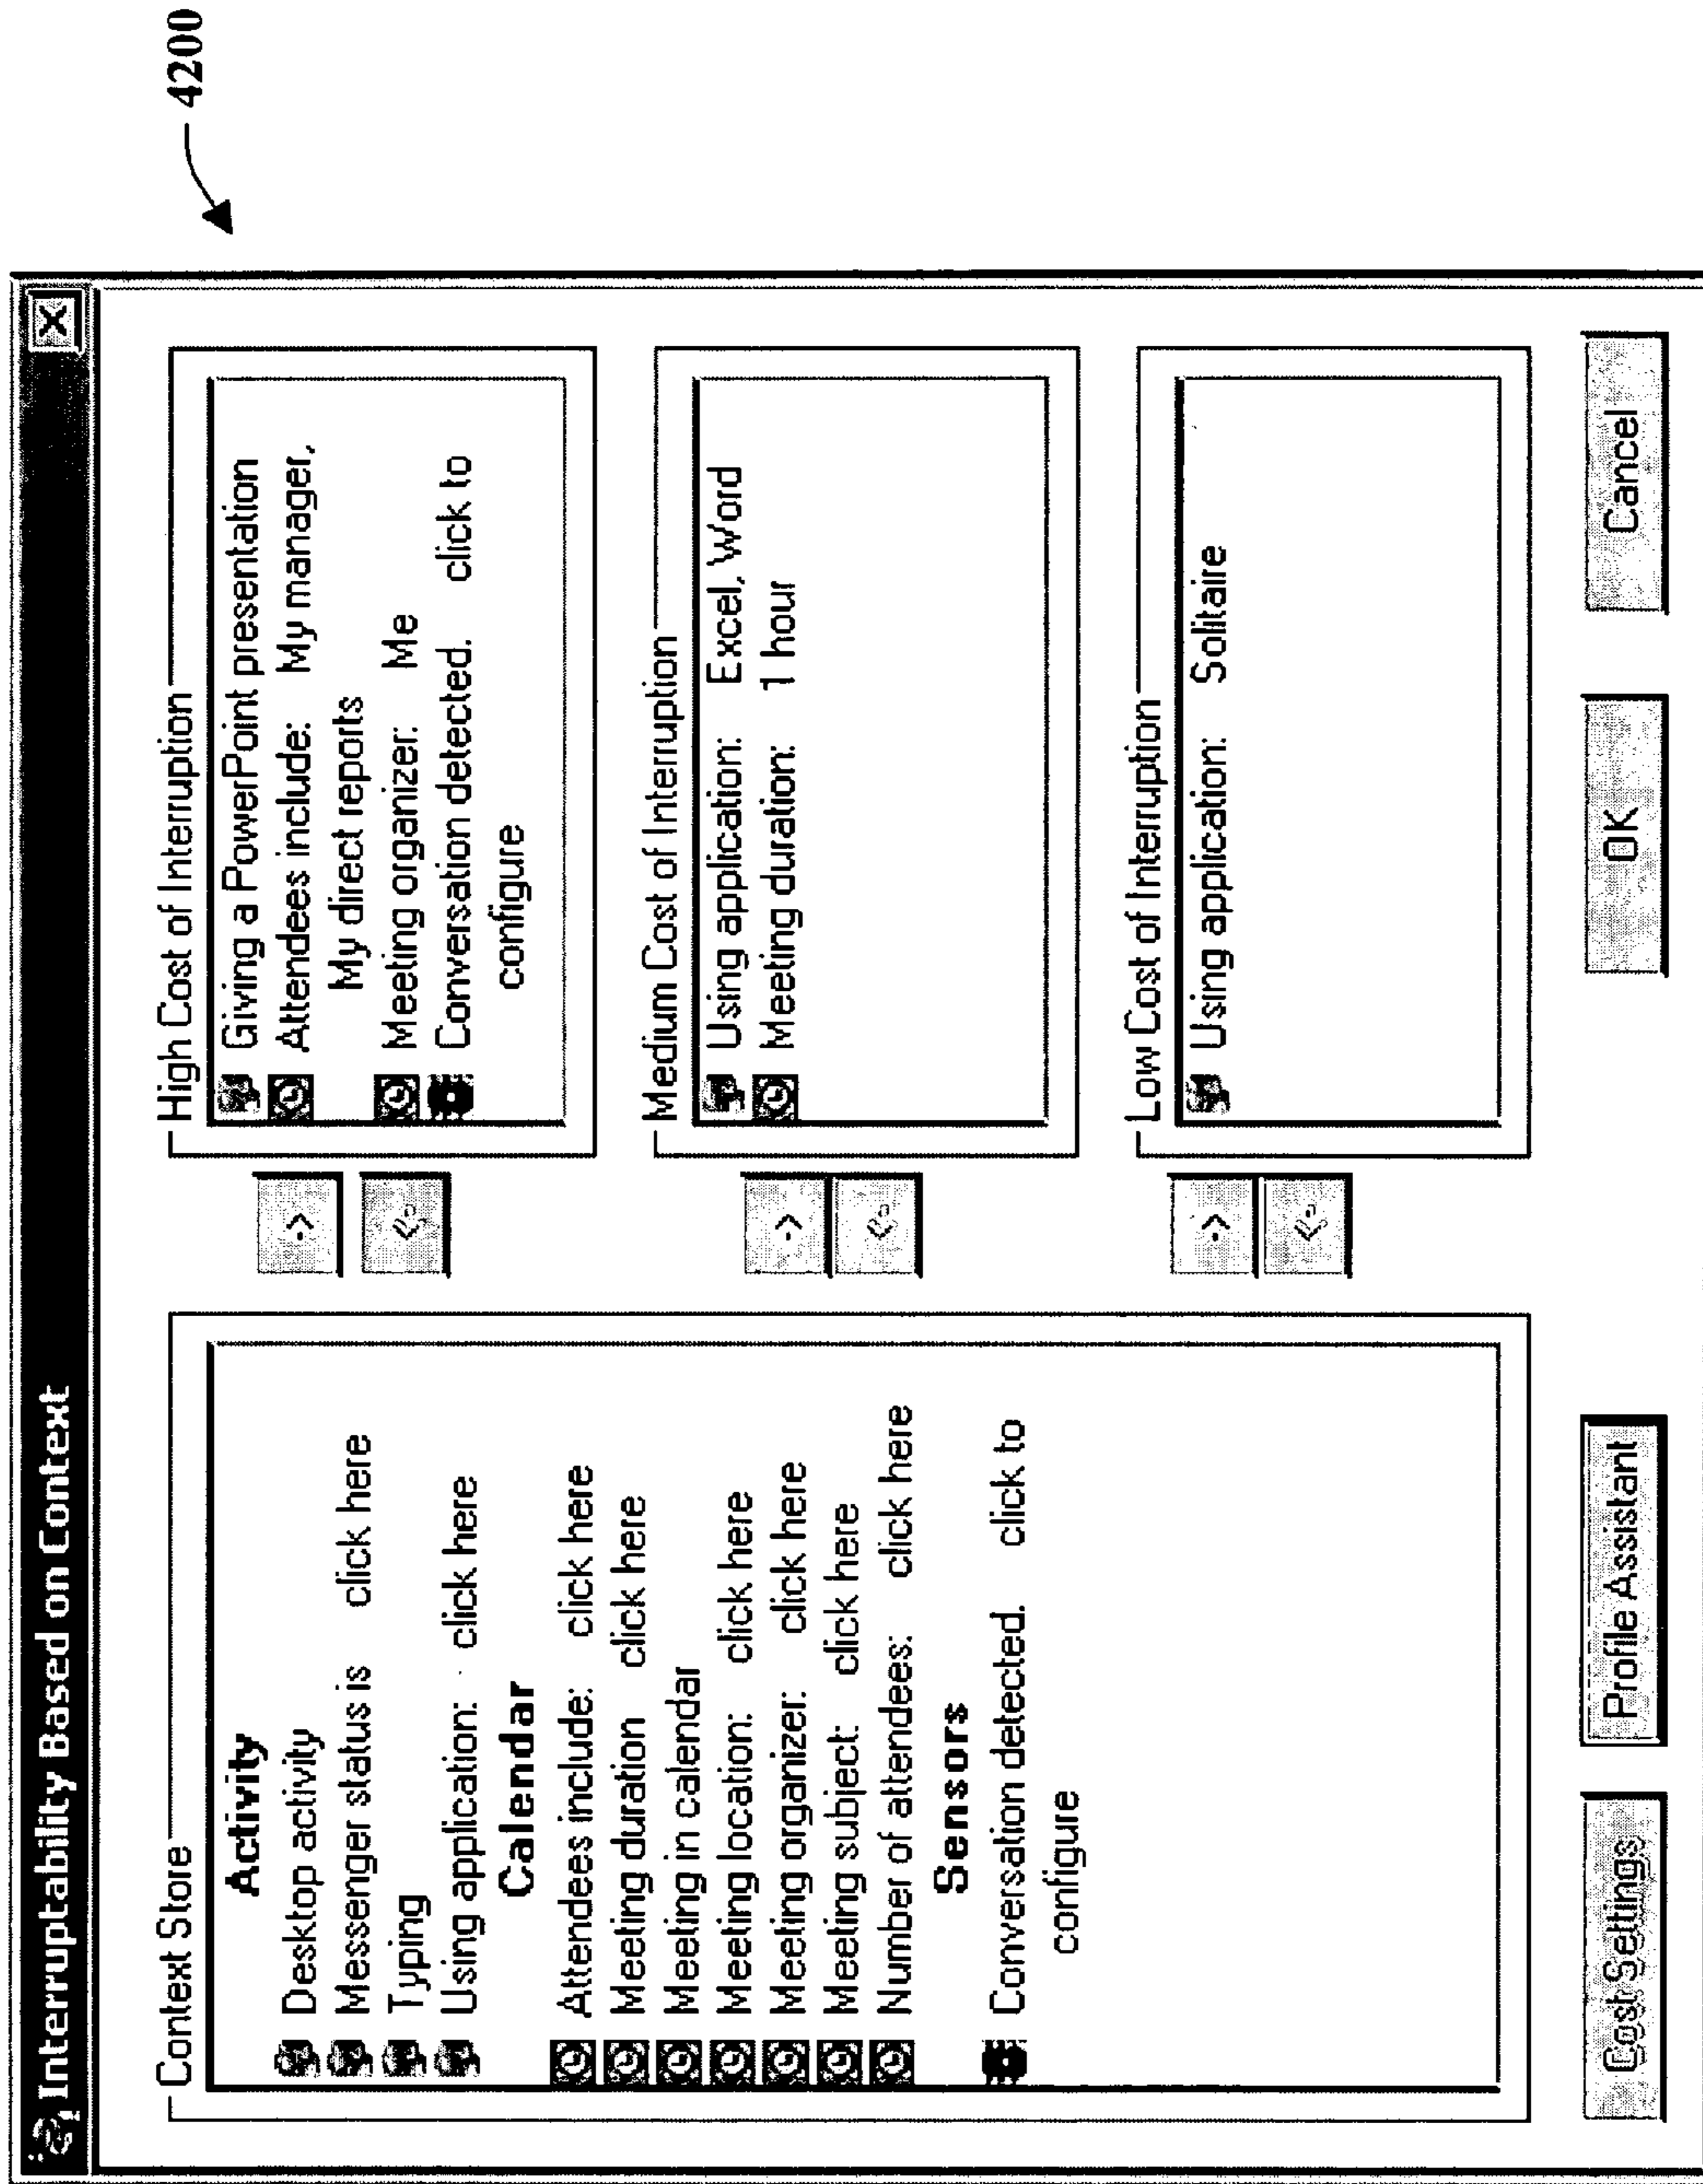 4200
Interruptability Based on Context
X
Context Store
Activity
Desktop activity
Messenger status is click here
Typing
Using application: click here
Calendar
Attendees include: click here
Meeting duration click here
Meeting in calendar
Meeting location: click here
Meeting organizer: click here
Meeting subject: click here
Number of attendees: click here
Sensors
Conversation detected. click to
configure
->
->
->
High Cost of Interruption
Giving a PowerPoint presentation
Attendees include: My manager,
My direct reports
Meeting organizer: Me
Conversation detected. click to
configure
Medium Cost of Interruption
Using application: Excel, Word
Meeting duration: 1 hour
Low Cost of Interruption
Using application: Solitaire
Cost Settings
Profile Assistant
OK
Cancel